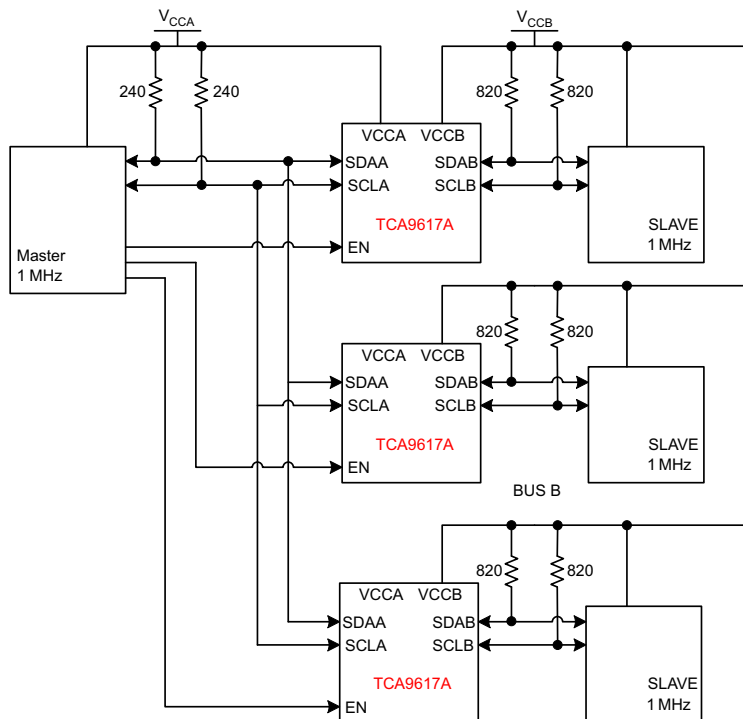 VCCA
VCCB
240
240
820
820
VCCA
VCCB
SDAA
SDAB
SCLA
SCLB
TCA9617A
EN
Master
1 MHz
SLAVE
1 MHz
820
820
VCCA
VCCB
SDAA
SDAB
SCLA
SCLB
TCA9617A
EN
SLAVE
1 MHz
BUS B
820
820
VCCA
VCCB
SDAA
SDAB
SCLA
SCLB
TCA9617A
EN
SLAVE
1 MHz